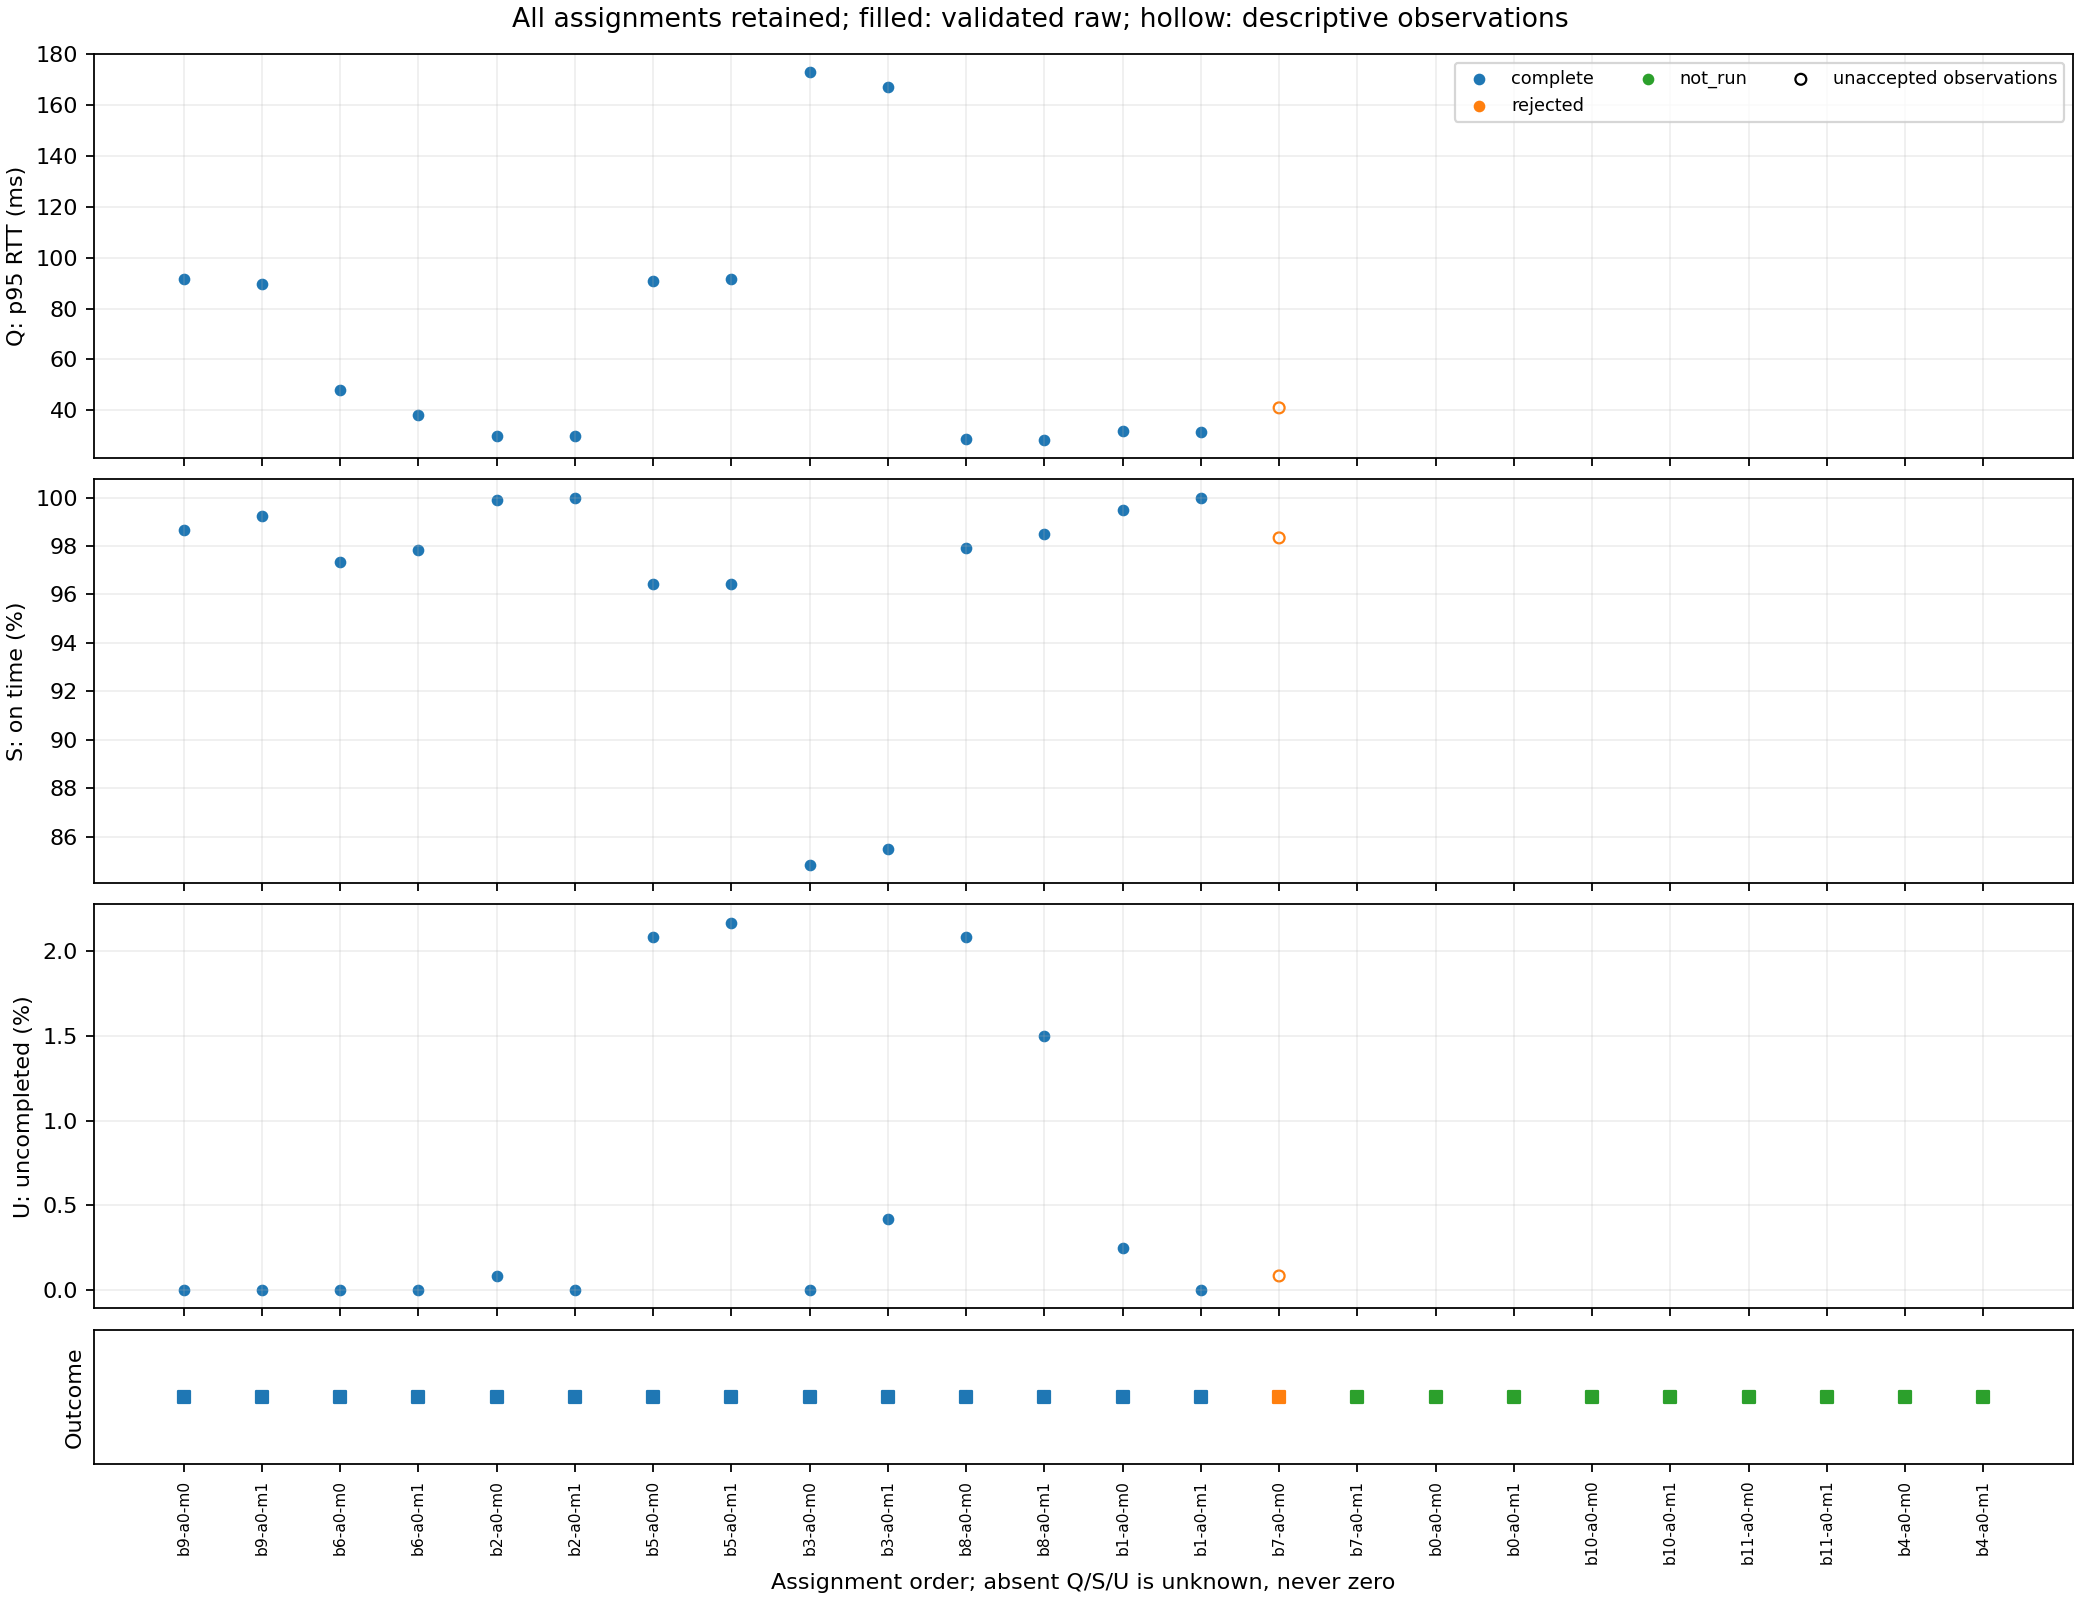 All assignments retained; filled: validated raw; hollow: descriptive observations
Q: p95 RTT (ms)
180
160
140
120
100
80
60
40
complete
rejected
not_run
unaccepted observations
S: on time (%)
100
98
96
94
92
90
88
86
U: uncompleted (%)
2.0
1.5
1.0
0.5
0.0
Outcome
b9-a0-m0
b9-a0-m1
b6-a0-m0
b6-a0-m1
b2-a0-m0
b2-a0-m1
b5-a0-m0
b5-a0-m1
b3-a0-m0
b3-a0-m1
b8-a0-m0
b8-a0-m1
b1-a0-m0
b1-a0-m1
b7-a0-m0
b7-a0-m1
b0-a0-m0
b0-a0-m1
b10-a0-m0
b10-a0-m1
b11-a0-m0
b11-a0-m1
b4-a0-m0
b4-a0-m1
Assignment order; absent Q/S/U is unknown, never zero